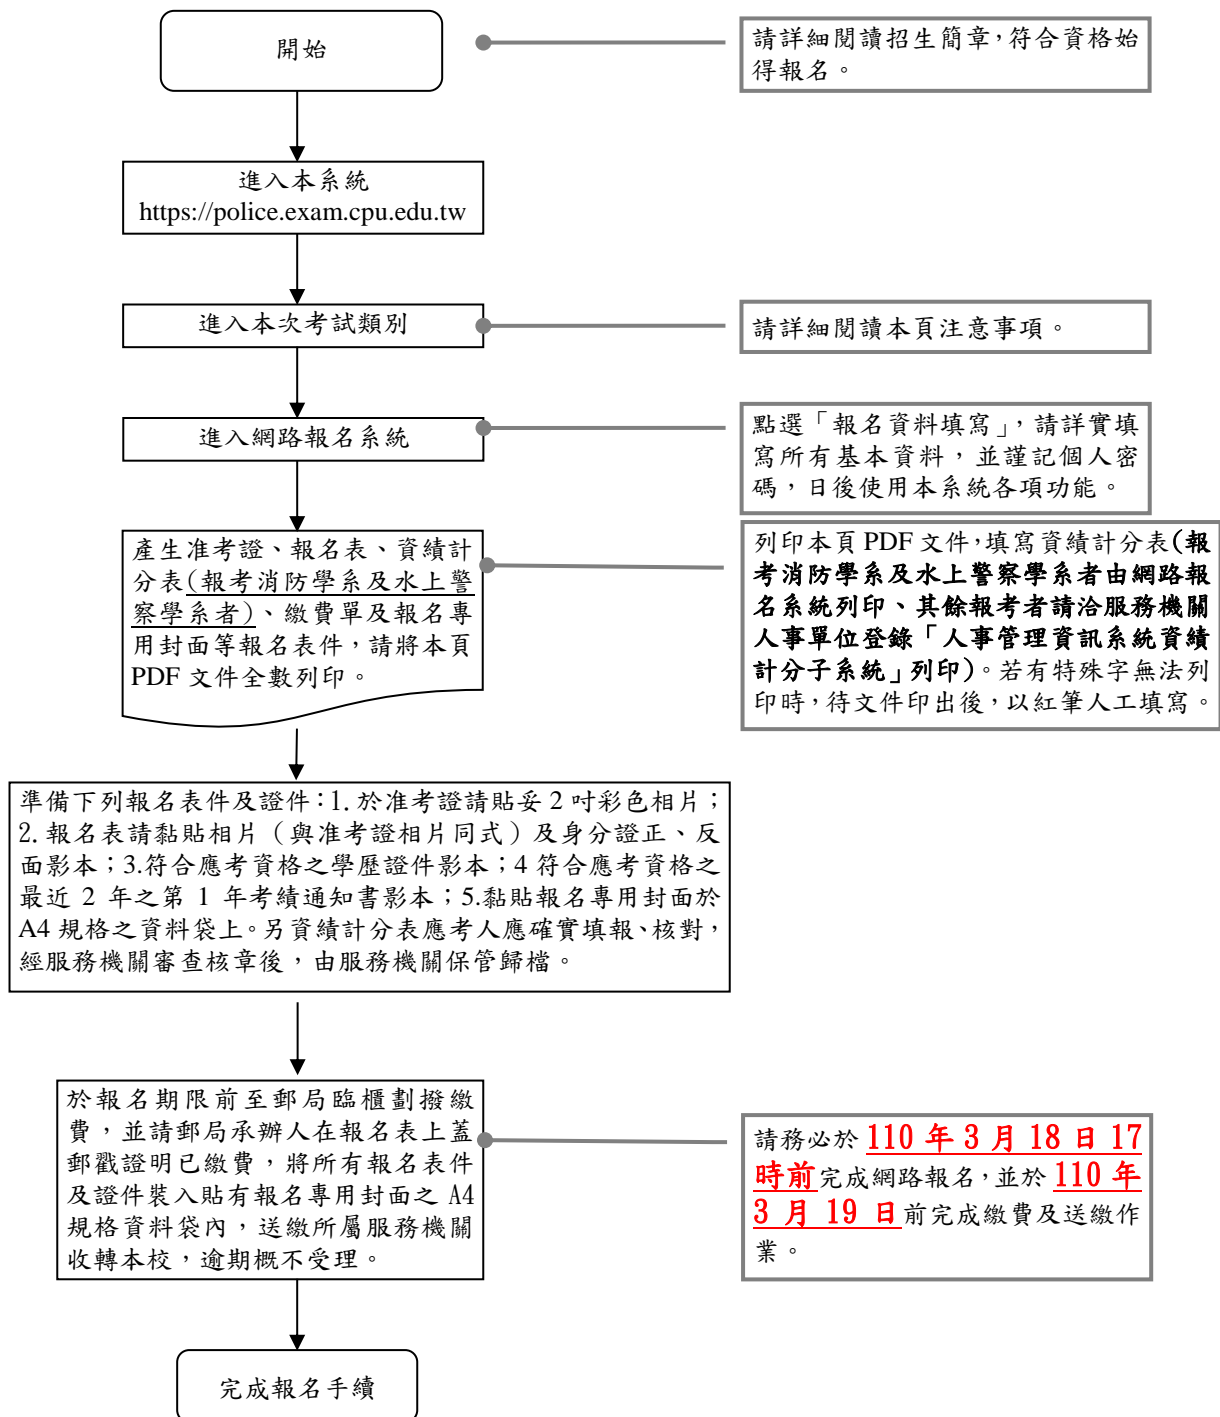 開始
請詳細閱讀招生簡章，符合資格始
得報名。
進入本系統
https://police.exam.cpu.edu.tw
進入本次考試類別
請詳細閱讀本頁注意事項。
進入網路報名系統
點選「報名資料填寫」，請詳實填
寫所有基本資料，並謹記個人密
碼，日後使用本系統各項功能。
產生准考證、報名表、資績計
分表(報考消防學系及水上警
察學系者)、繳費單及報名專
用封面等報名表件，請將本頁
PDF 文件全數列印。
列印本頁 PDF 文件，填寫資績計分表(報
考消防學系及水上警察學系者由網路報
名系統列印、其餘報考者請洽服務機關
人事單位登錄「人事管理資訊系統資績
計分子系統」列印)。若有特殊字無法列
印時，待文件印出後，以紅筆人工填寫。
準備下列報名表件及證件：1. 於准考證請貼妥 2 吋彩色相片；
2. 報名表請黏貼相片（與准考證相片同式）及身分證正、反
面影本；3.符合應考資格之學歷證件影本；4 符合應考資格之
最近 2 年之第 1 年考績通知書影本；5.黏貼報名專用封面於
A4 規格之資料袋上。另資績計分表應考人應確實填報、核對，
經服務機關審查核章後，由服務機關保管歸檔。
於報名期限前至郵局臨櫃劃撥繳
費，並請郵局承辦人在報名表上蓋
郵戳證明已繳費，將所有報名表件
及證件裝入貼有報名專用封面之 A4
規格資料袋內，送繳所屬服務機關
收轉本校，逾期概不受理。
請務必於 110 年 3 月 18 日 17
時前完成網路報名，並於 110 年
3 月 19 日前完成繳費及送繳作
業。
完成報名手續